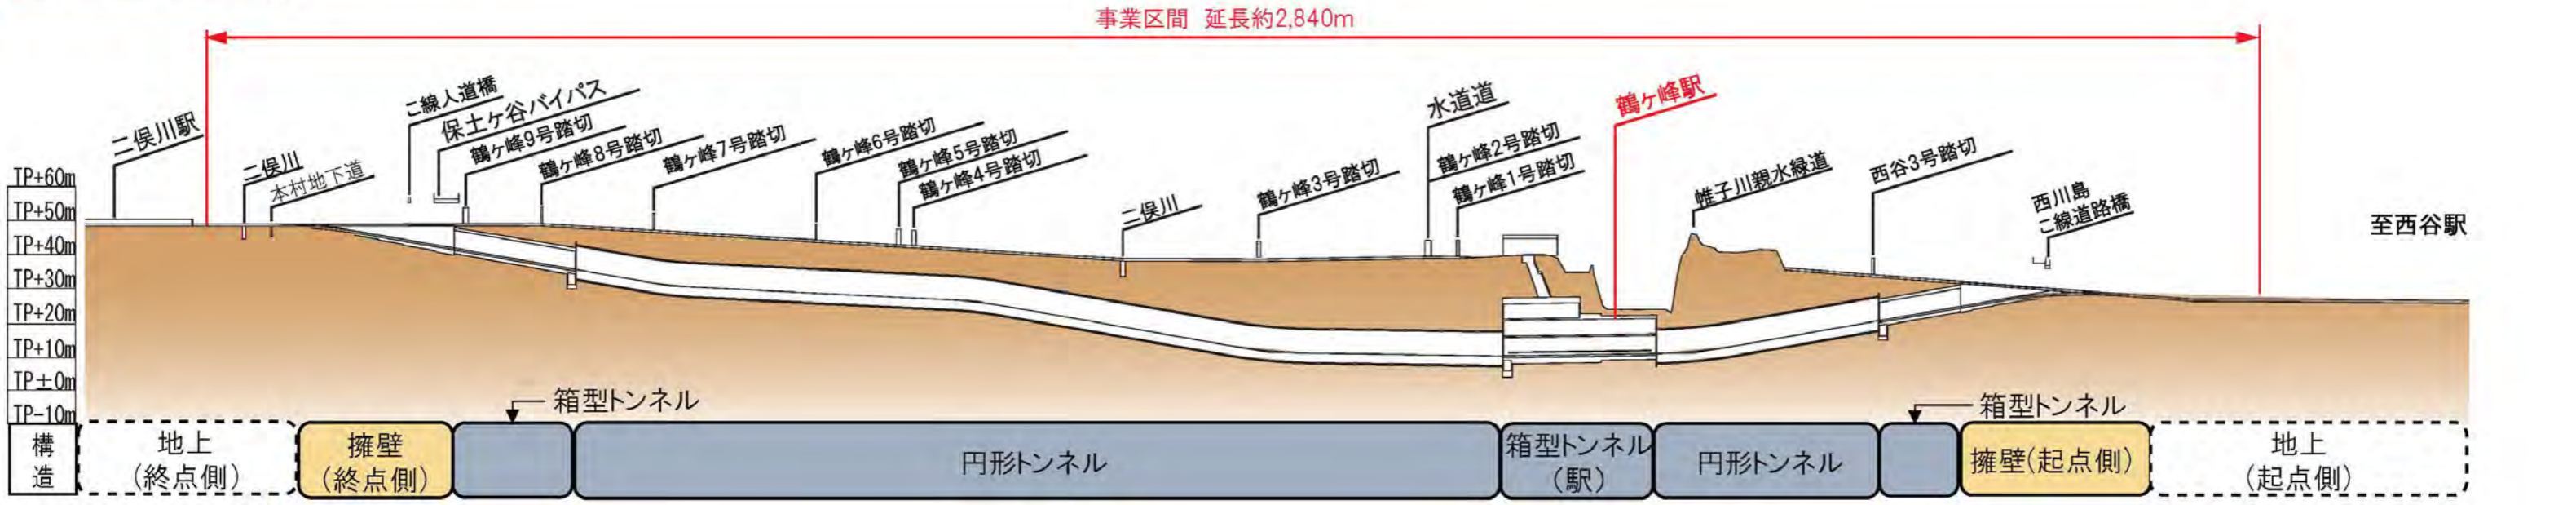 事業区間 延長約2,840m
二俣川駅
二俣川
本村地下道
こ線人道橋
保土ヶ谷バイパス
鶴ヶ峰9号踏切
鶴ヶ峰8号踏切
鶴ヶ峰7号踏切
鶴ヶ峰6号踏切
鶴ヶ峰5号踏切
鶴ヶ峰4号踏切
二俣川
鶴ヶ峰3号踏切
水道道
鶴ヶ峰2号踏切
鶴ヶ峰1号踏切
鶴ヶ峰駅
帷子川親水緑道
西谷3号踏切
西川島
こ線道路橋
至西谷駅
TP+60m
TP+50m
TP+40m
TP+30m
TP+20m
TP+10m
TP±0m
TP-10m
構造
地上
(終点側)
擁壁
(終点側)
箱型トンネル
円形トンネル
箱型トンネル
(駅)
円形トンネル
箱型トンネル
擁壁(起点側)
地上
(起点側)